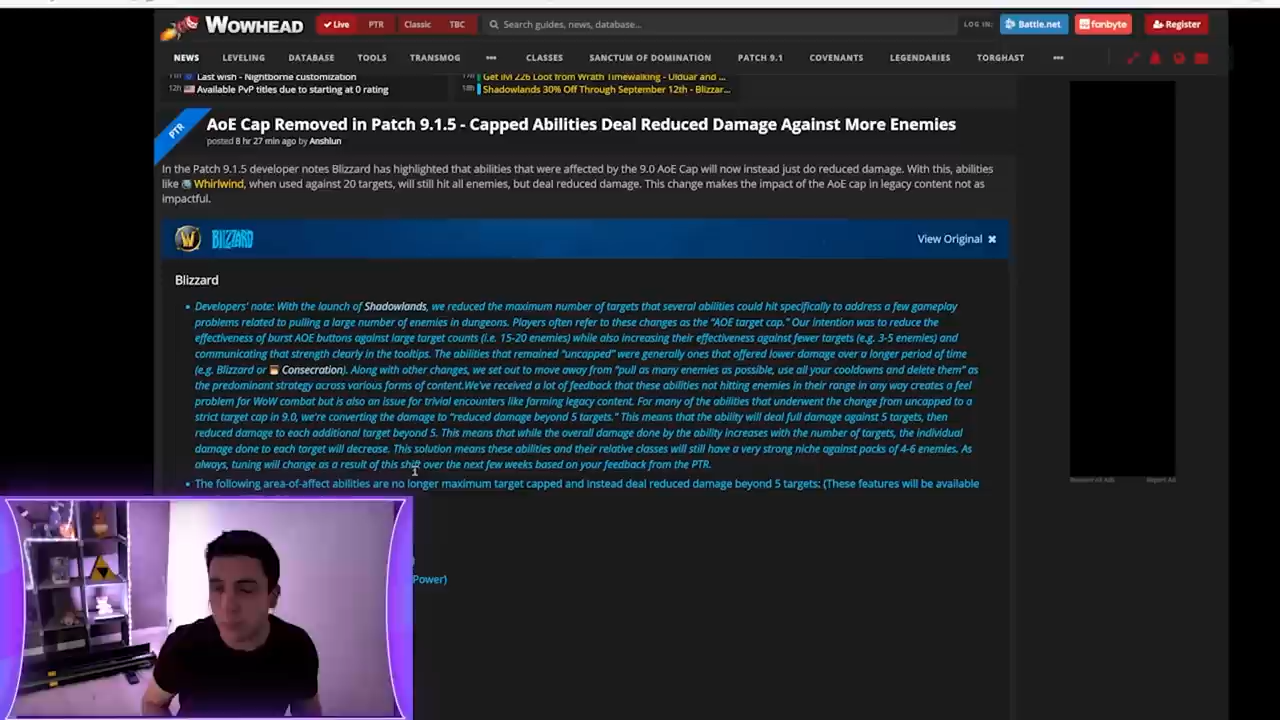 WOWHEAD
Live PTR Classic TBC
Search guides, news, database...
LOG IN: Battle.net fanbyte Register
NEWS LEVELING DATABASE TOOLS TRANSMOG ••• CLASSES SANCTUM OF DOMINATION PATCH 9.1 COVENANTS LEGENDARIES TORGHAST •••
Last wish - Nightborne customization
Get ilvl 226 Loot from Wrath Timewalking - Ulduar and ...
12h Available PvP titles due to starting at 0 rating
18h Shadowlands 30% Off Through September 12th - Blizzar...
PTR
AoE Cap Removed in Patch 9.1.5 - Capped Abilities Deal Reduced Damage Against More Enemies
posted 8 hr 27 min ago by Anshlun
In the Patch 9.1.5 developer notes Blizzard has highlighted that abilities that were affected by the 9.0 AoE Cap will now instead just do reduced damage. With this, abilities
like Whirlwind, when used against 20 targets, will still hit all enemies, but deal reduced damage. This change makes the impact of the AoE cap in legacy content not as
impactful.
BLIZZARD
View Original ✖
Blizzard
Developers' note: With the launch of Shadowlands, we reduced the maximum number of targets that several abilities could hit specifically to address a few gameplay
problems related to pulling a large number of enemies in dungeons. Players often refer to these changes as the "AOE target cap." Our intention was to reduce the
effectiveness of burst AOE buttons against large target counts (i.e. 15-20 enemies) while also increasing their effectiveness against fewer targets (e.g. 3-5 enemies) and
communicating that strength clearly in the tooltips. The abilities that remained "uncapped" were generally ones that offered lower damage over a longer period of time
(e.g. Blizzard or Consecration). Along with other changes, we set out to move away from "pull as many enemies as possible, use all your cooldowns and delete them" as
the predominant strategy across various forms of content.We've received a lot of feedback that these abilities not hitting enemies in their range in any way creates a feel
problem for WoW combat but is also an issue for trivial encounters like farming legacy content. For many of the abilities that underwent the change from uncapped to a
strict target cap in 9.0, we're converting the damage to "reduced damage beyond 5 targets." This means that the ability will deal full damage against 5 targets, then
reduced damage to each additional target beyond 5. This means that while the overall damage done by the ability increases with the number of targets, the individual
damage done to each target will decrease. This solution means these abilities and their relative classes will still have a very strong niche against packs of 4-6 enemies. As
always, tuning will change as a result of this shift over the next few weeks based on your feedback from the PTR.
The following area-of-affect abilities are no longer maximum target capped and instead deal reduced damage beyond 5 targets: (These features will be available
)
Power)